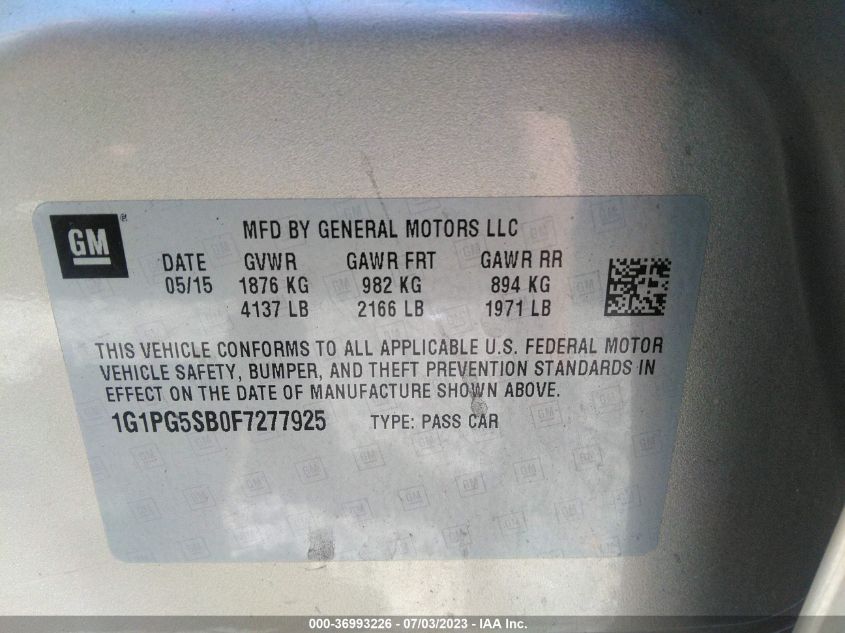 GM ®
MFD BY GENERAL MOTORS LLC
DATE GVWR GAWR FRT GAWR RR
05/15 1876 KG 982 KG 894 KG
4137 LB 2166 LB 1971 LB
THIS VEHICLE CONFORMS TO ALL APPLICABLE U.S. FEDERAL MOTOR
VEHICLE SAFETY, BUMPER, AND THEFT PREVENTION STANDARDS IN
EFFECT ON THE DATE OF MANUFACTURE SHOWN ABOVE.
1G1PG5SB0F7277925 TYPE: PASS CAR
000-36993226 - 07/03/2023 - IAA Inc.